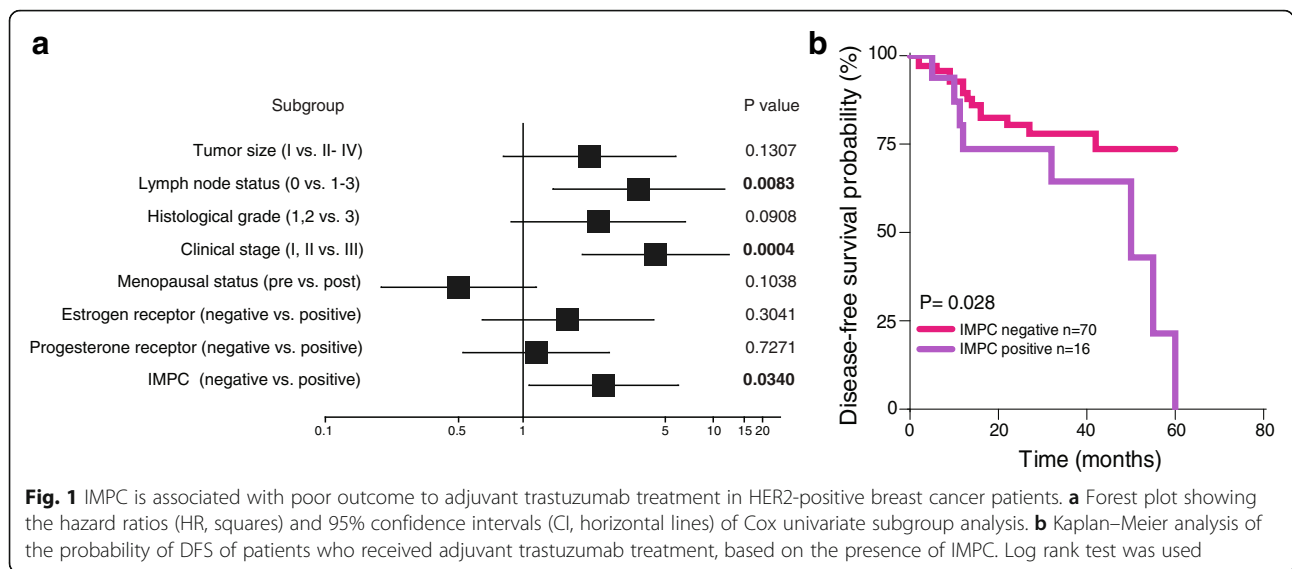 a
Subgroup P value
Tumor size (I vs. II- IV) 0.1307
Lymph node status (0 vs. 1-3) 0.0083
Histological grade (1,2 vs. 3) 0.0908
Clinical stage (I, II vs. III) 0.0004
Menopausal status (pre vs. post) 0.1038
Estrogen receptor (negative vs. positive) 0.3041
Progesterone receptor (negative vs. positive) 0.7271
IMPC (negative vs. positive) 0.0340
0.1 0.5 1 5 10 15 20
b
Disease-free survival probability (%)
100
75
50
25
0
P= 0.028
IMPC negative n=70
IMPC positive n=16
0 20 40 60 80
Time (months)
Fig. 1 IMPC is associated with poor outcome to adjuvant trastuzumab treatment in HER2-positive breast cancer patients. a Forest plot showing
the hazard ratios (HR, squares) and 95% confidence intervals (CI, horizontal lines) of Cox univariate subgroup analysis. b Kaplan–Meier analysis of
the probability of DFS of patients who received adjuvant trastuzumab treatment, based on the presence of IMPC. Log rank test was used